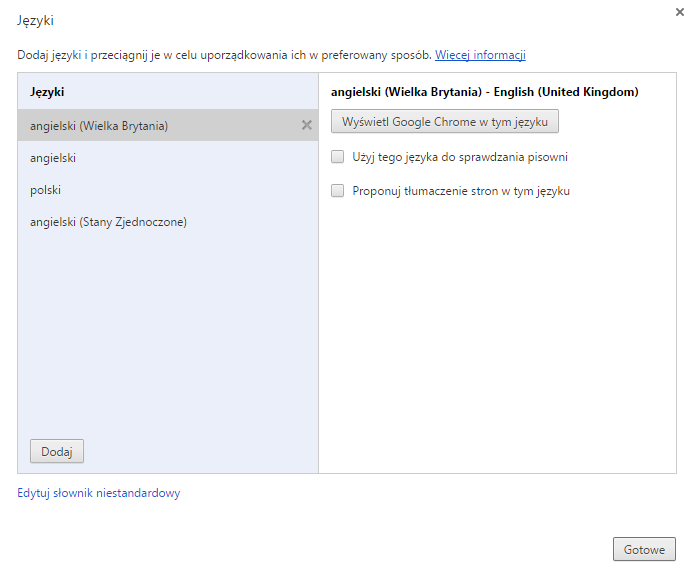 Języki
Dodaj języki i przeciągnij je w celu uporządkowania ich w preferowany sposób. Więcej informacji
Języki
angielski (Wielka Brytania)
angielski
polski
angielski (Stany Zjednoczone)
Dodaj
angielski (Wielka Brytania) - English (United Kingdom)
Wyświetl Google Chrome w tym języku
Użyj tego języka do sprawdzania pisowni
Proponuj tłumaczenie stron w tym języku
Edytuj słownik niestandardowy
Gotowe